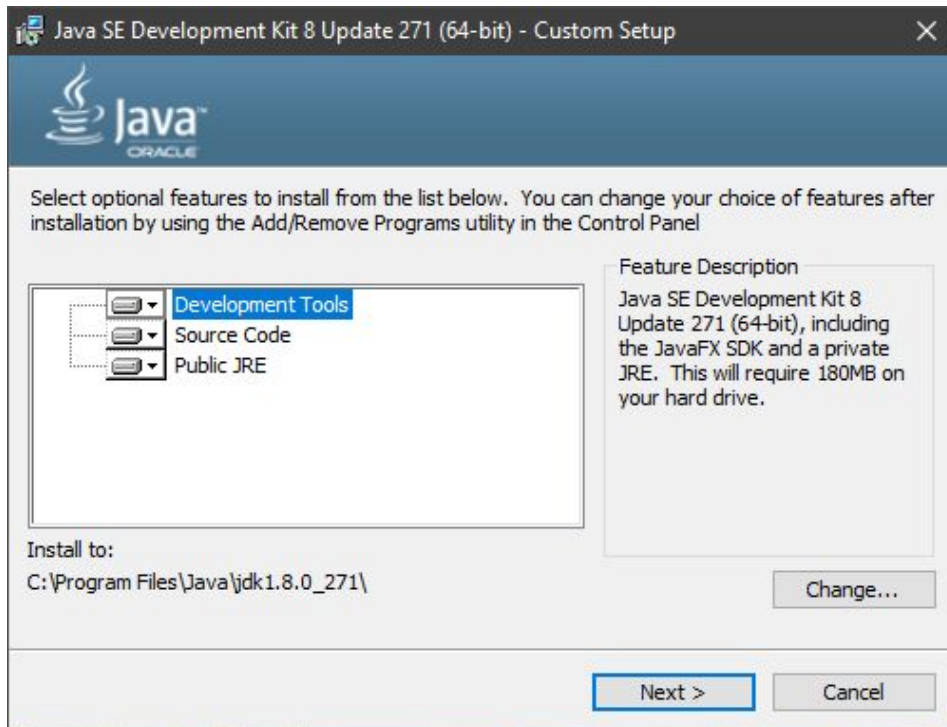 Java SE Development Kit 8 Update 271 (64-bit) - Custom Setup
Java™
ORACLE
Select optional features to install from the list below. You can change your choice of features after
installation by using the Add/Remove Programs utility in the Control Panel
Development Tools
Source Code
Public JRE
Feature Description
Java SE Development Kit 8
Update 271 (64-bit), including
the JavaFX SDK and a private
JRE. This will require 180MB on
your hard drive.
Install to:
C:\Program Files\Java\jdk1.8.0_271\
Change...
Next >
Cancel